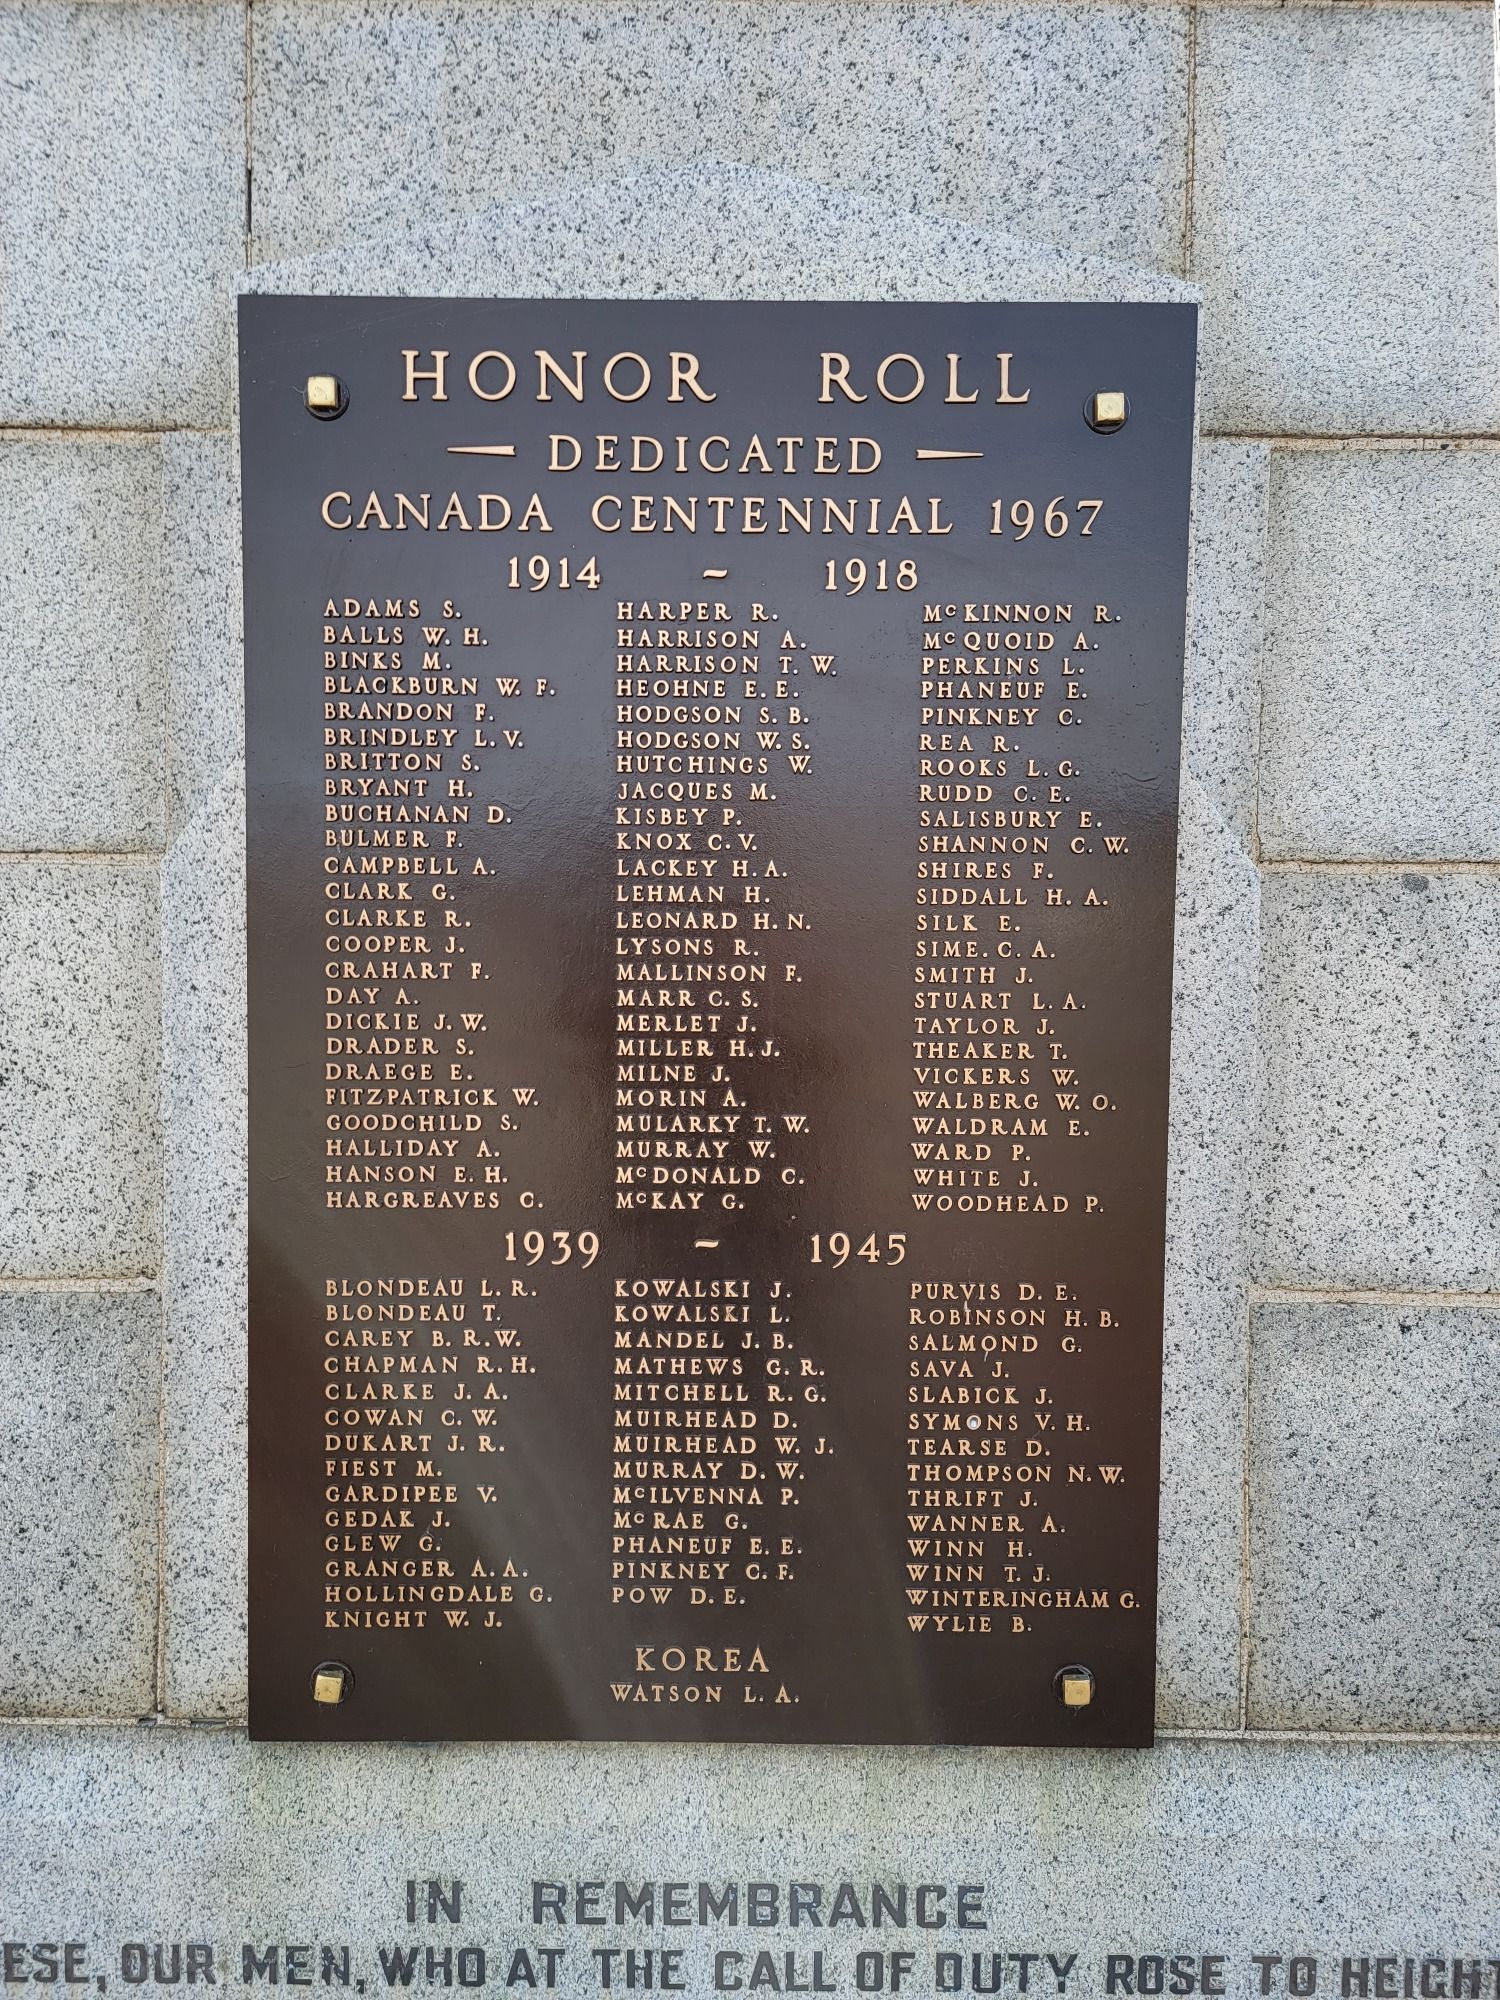 HONOR ROLL
DEDICATED
CANADA CENTENNIAL 1967
1914 ~ 1918
ADAMS S.
BALLS W. H.
BINKS M.
BLACKBURN W. F.
BRANDON F.
BRINDLEY L. V.
BRITTON S.
BRYANT H.
BUCHANAN D.
BULMER F.
CAMPBELL A.
CLARK G.
CLARKE R.
COOPER J.
CRAHART F.
DAY A.
DICKIE J. W.
DRADER S.
DRAEGE E.
FITZPATRICK W.
GOODCHILD S.
HALLIDAY A.
HANSON E. H.
HARGREAVES C.
HARPER R.
HARRISON A.
HARRISON T. W.
HEOHNE E. E.
HODGSON S. B.
HODGSON W. S.
HUTCHINGS W.
JACQUES M.
KISBEY P.
KNOX C. V.
LACKEY H. A.
LEHMAN H.
LEONARD H. N.
LYSONS R.
MALLINSON F.
MARR C. S.
MERLET J.
MILLER H. J.
MILNE J.
MORIN A.
MULARKY T. W.
MURRAY W.
McDONALD C.
McKAY G.
McKINNON R.
McQUOID A.
PERKINS L.
PHANEUF E.
PINKNEY C.
REA R.
ROOKS L. G.
RUDD C. E.
SALISBURY E.
SHANNON C. W.
SHIRES F.
SIDDALL H. A.
SILK E.
SIME. C. A.
SMITH J.
STUART L. A.
TAYLOR J.
THEAKER T.
VICKERS W.
WALBERG W. O.
WALDRAM E.
WARD P.
WHITE J.
WOODHEAD P.
1939 ~ 1945
BLONDEAU L. R.
BLONDEAU T.
CAREY B. R. W.
CHAPMAN R. H.
CLARKE J. A.
COWAN C. W.
DUKART J. R.
FIEST M.
GARDIPEE V.
GEDAK J.
GLEW G.
GRANGER A. A.
HOLLINGDALE G.
KNIGHT W. J.
KOWALSKI J.
KOWALSKI L.
MANDEL J. B.
MATHEWS G. R.
MITCHELL R. G.
MUIRHEAD D.
MUIRHEAD W. J.
MURRAY D. W.
McILVENNA P.
McRAE G.
PHANEUF E. E.
PINKNEY C. F.
POW D. E.
PURVIS D. E.
ROBINSON H. B.
SALMOND G.
SAVA J.
SLABICK J.
SYMONS V. H.
TEARSE D.
THOMPSON N. W.
THRIFT J.
WANNER A.
WINN H.
WINN T. J.
WINTERINGHAM G.
WYLIE B.
KOREA
WATSON L. A.
IN REMEMBRANCE
ESE, OUR MEN, WHO AT THE CALL OF DUTY ROSE TO HEIGHT